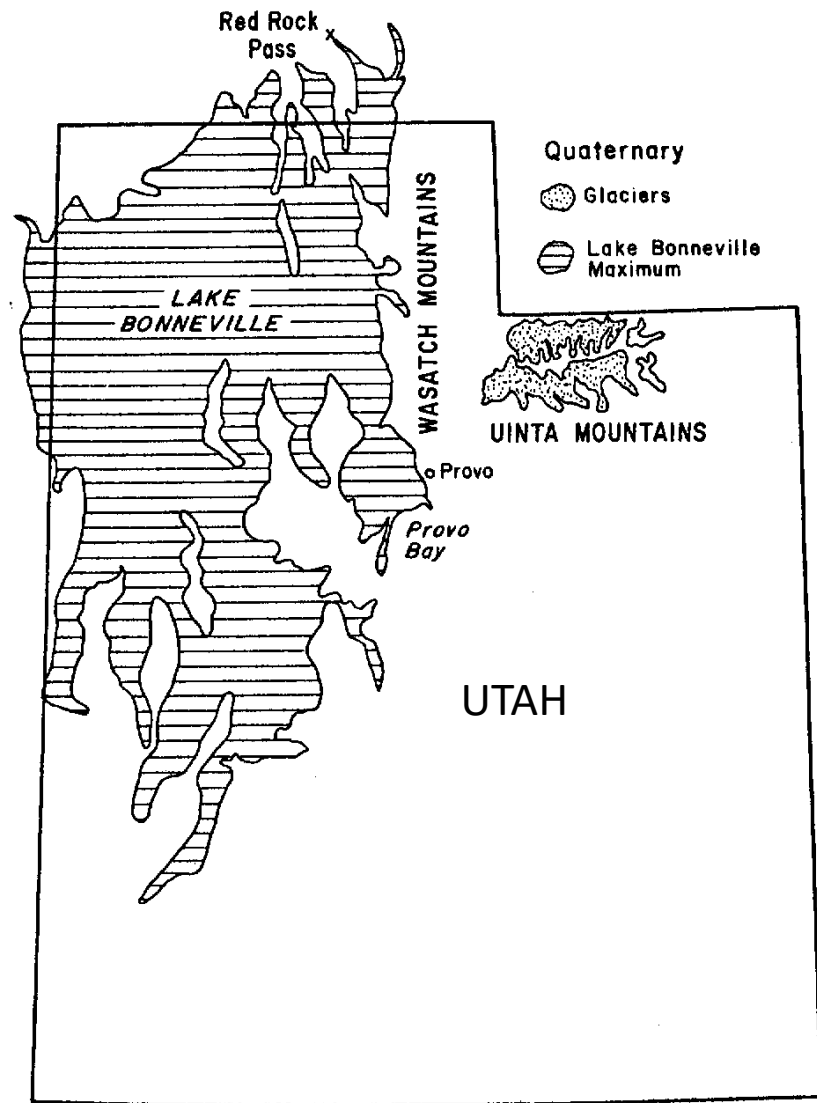 Red Rock
Pass
x
Quaternary
Glaciers
Lake Bonneville
Maximum
WASATCH MOUNTAINS
LAKE
BONNEVILLE
UINTA MOUNTAINS
Provo
Provo
Bay
UTAH